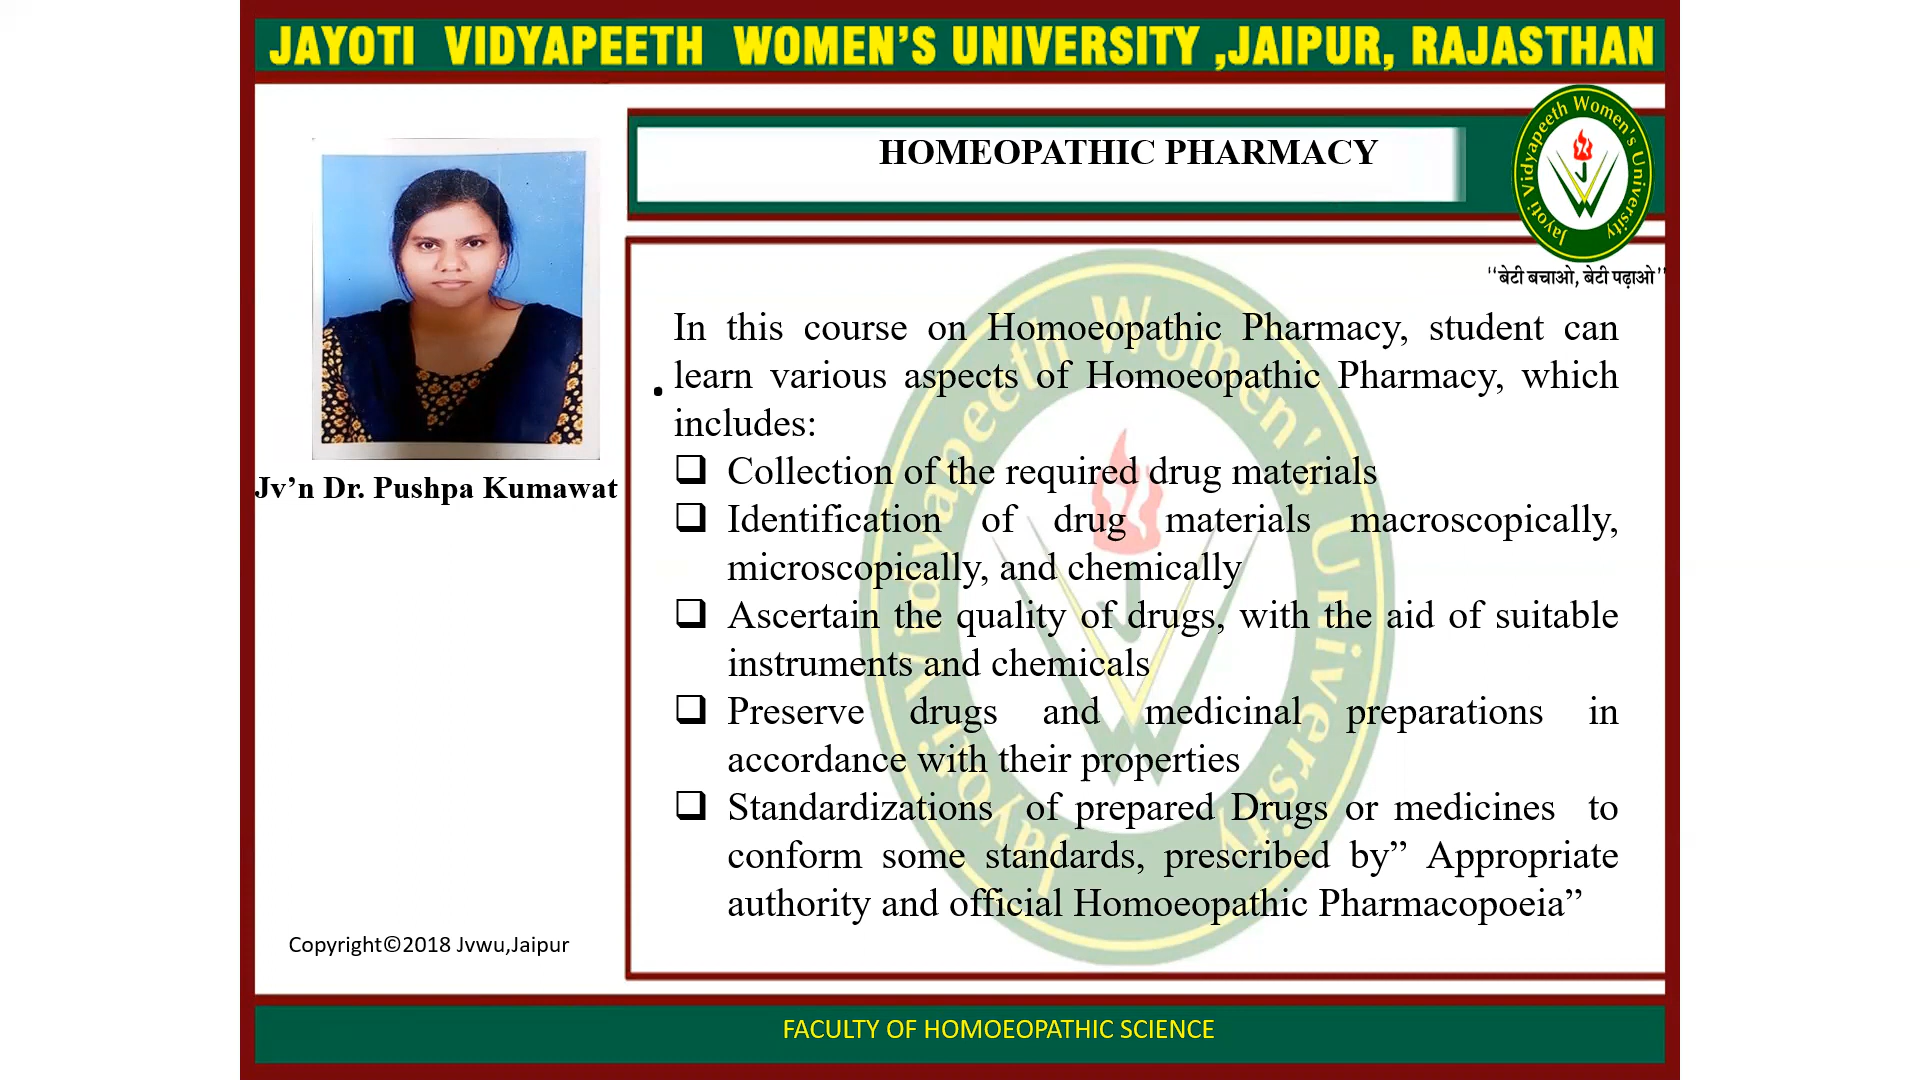 JAYOTI VIDYAPEETH WOMEN'S UNIVERSITY ,JAIPUR, RAJASTHAN
HOMEOPATHIC PHARMACY
Jayoti Vidyapeeth Women's University
J
"बेटी बचाओ, बेटी पढ़ाओ"
Jv'n Dr. Pushpa Kumawat
In this course on Homoeopathic Pharmacy, student can
. learn various aspects of Homoeopathic Pharmacy, which
includes:
❑ Collection of the required drug materials
❑ Identification of drug materials macroscopically,
microscopically, and chemically
❑ Ascertain the quality of drugs, with the aid of suitable
instruments and chemicals
❑ Preserve drugs and medicinal preparations in
accordance with their properties
❑ Standardizations of prepared Drugs or medicines to
conform some standards, prescribed by” Appropriate
authority and official Homoeopathic Pharmacopoeia”
Jayoti Vidyapeeth Women's University
Copyright©2018 Jvwu,Jaipur
FACULTY OF HOMOEOPATHIC SCIENCE